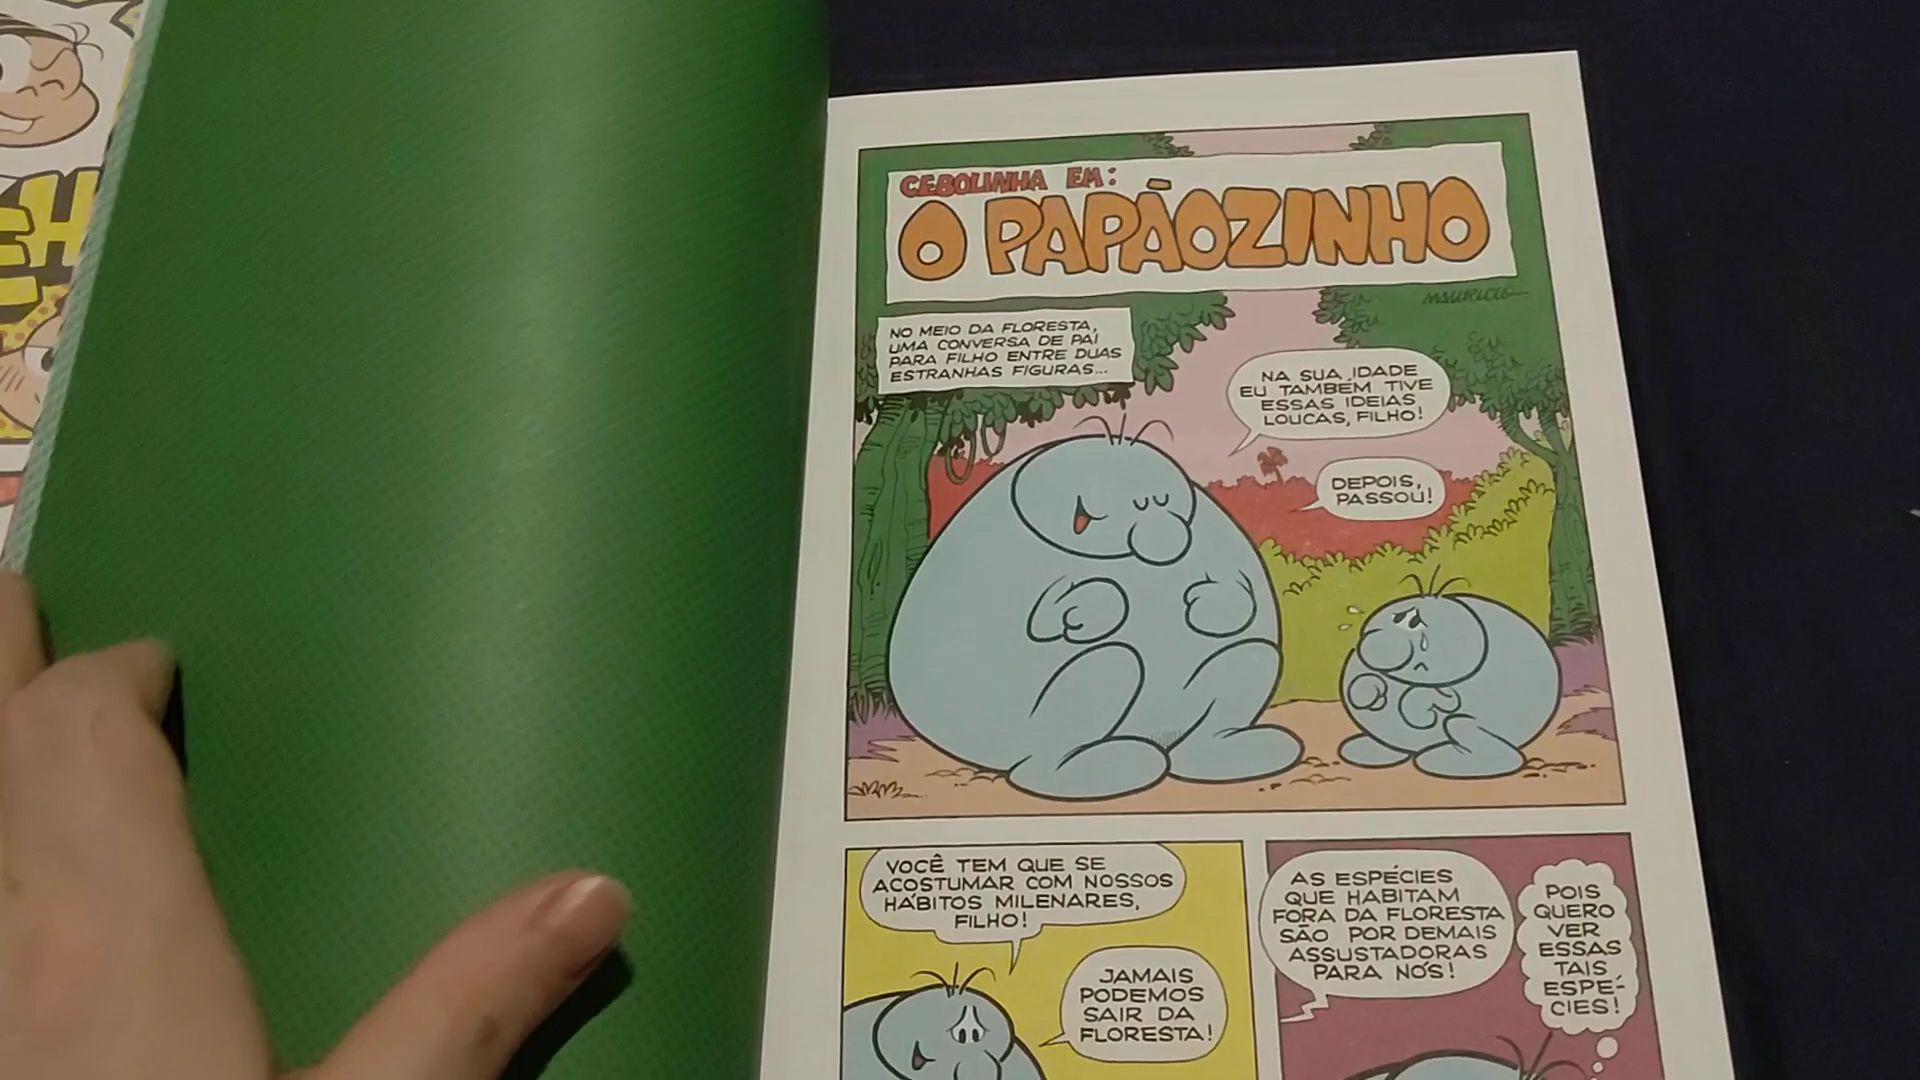 CEBOLINHA EM:
O PAPÃOZINHO
MAURICIO
NO MEIO DA FLORESTA,
UMA CONVERSA DE PAI
PARA FILHO ENTRE DUAS
ESTRANHAS FIGURAS...
NA SUA IDADE
EU TAMBÉM TIVE
ESSAS IDEIAS
LOUCAS, FILHO!
DEPOIS,
PASSOU!
VOCÊ TEM QUE SE
ACOSTUMAR COM NOSSOS
HÁBITOS MILENARES,
FILHO!
JAMAIS
PODEMOS
SAIR DA
FLORESTA!
AS ESPÉCIES
QUE HABITAM
FORA DA FLORESTA
SÃO POR DEMAIS
ASSUSTADORAS
PARA NÓS!
POIS
QUERO
VER
ESSAS
TAIS
ESPÉ-
CIES!